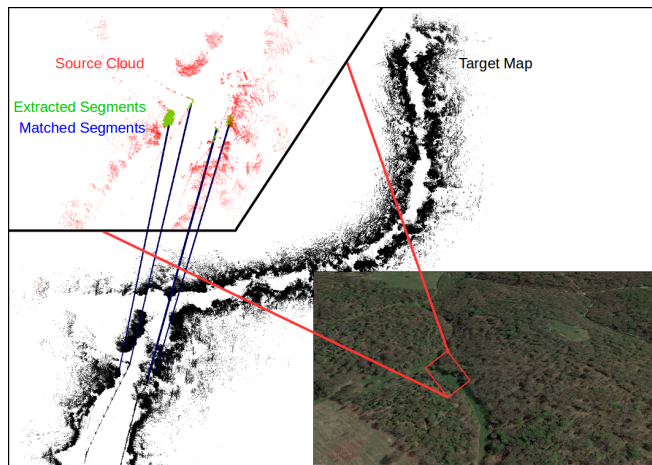 Source Cloud
Target Map
Extracted Segments
Matched Segments